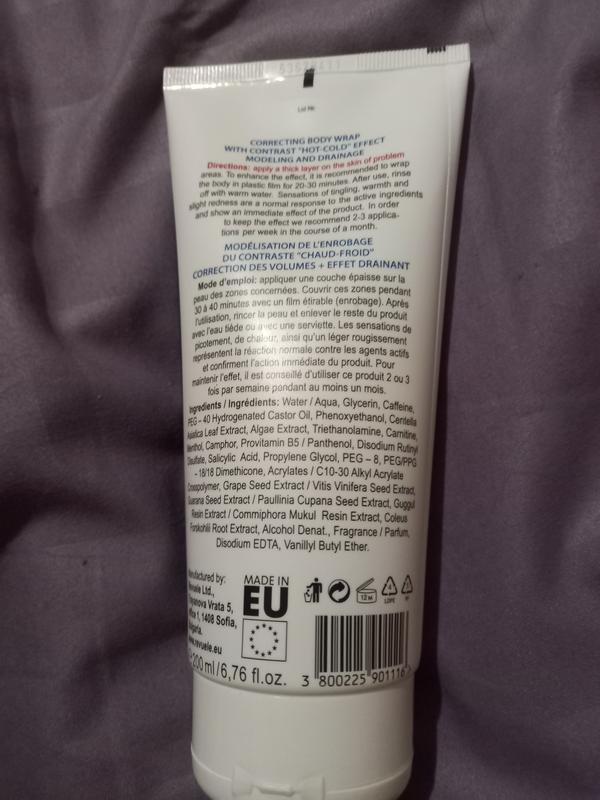 Lot №:
CORRECTING BODY WRAP
WITH CONTRAST "HOT-COLD" EFFECT
MODELING AND DRAINAGE
Directions: apply a thick layer on the skin of problem
areas. To enhance the effect, it is recommended to wrap
the body in plastic film for 20-30 minutes. After use, rinse
off with warm water. Sensations of tingling, warmth and
slight redness are a normal response to the active ingredients
and show an immediate effect of the product. In order
to keep the effect we recommend 2-3 applica-
tions per week in the course of a month.
MODÉLISATION DE L'ENROBAGE
DU CONTRASTE "CHAUD-FROID"
CORRECTION DES VOLUMES + EFFET DRAINANT
Mode d'emploi: appliquer une couche épaisse sur la
peau des zones concernées. Couvrir ces zones pendant
30 à 40 minutes avec un film étirable (enrobage). Après
l'utilisation, rincer la peau et enlever le reste du produit
avec l'eau tiède ou avec une serviette. Les sensations de
picotement, de chaleur, ainsi qu'un léger rougissement
représentent la réaction normale contre les agents actifs
et confirment l'action immédiate du produit. Pour
maintenir l'effet, il est conseillé d'utiliser ce produit 2 ou 3
fois par semaine pendant au moins un mois.
Ingredients / Ingrédients: Water / Aqua, Glycerin, Caffeine,
PEG – 40 Hydrogenated Castor Oil, Phenoxyethanol, Centella
Asiatica Leaf Extract, Algae Extract, Triethanolamine, Carnitine,
Menthol, Camphor, Provitamin B5 / Panthenol, Disodium Rutinyl
Disulfate, Salicylic Acid, Propylene Glycol, PEG – 8, PEG/PPG
– 18/18 Dimethicone, Acrylates / C10-30 Alkyl Acrylate
Crosspolymer, Grape Seed Extract / Vitis Vinifera Seed Extract,
Guarana Seed Extract / Paullinia Cupana Seed Extract, Guggul
Resin Extract / Commiphora Mukul Resin Extract, Coleus
Forskohlii Root Extract, Alcohol Denat., Fragrance / Parfum,
Disodium EDTA, Vanillyl Butyl Ether.
Manufactured by:
Revuele Ltd.,
Vrata 5,
office 1, 1408 Sofia,
Bulgaria.
www.revuele.eu
MADE IN
EU
12 M
LDPE
200 ml / 6,76 fl.oz.
3 800225 901116